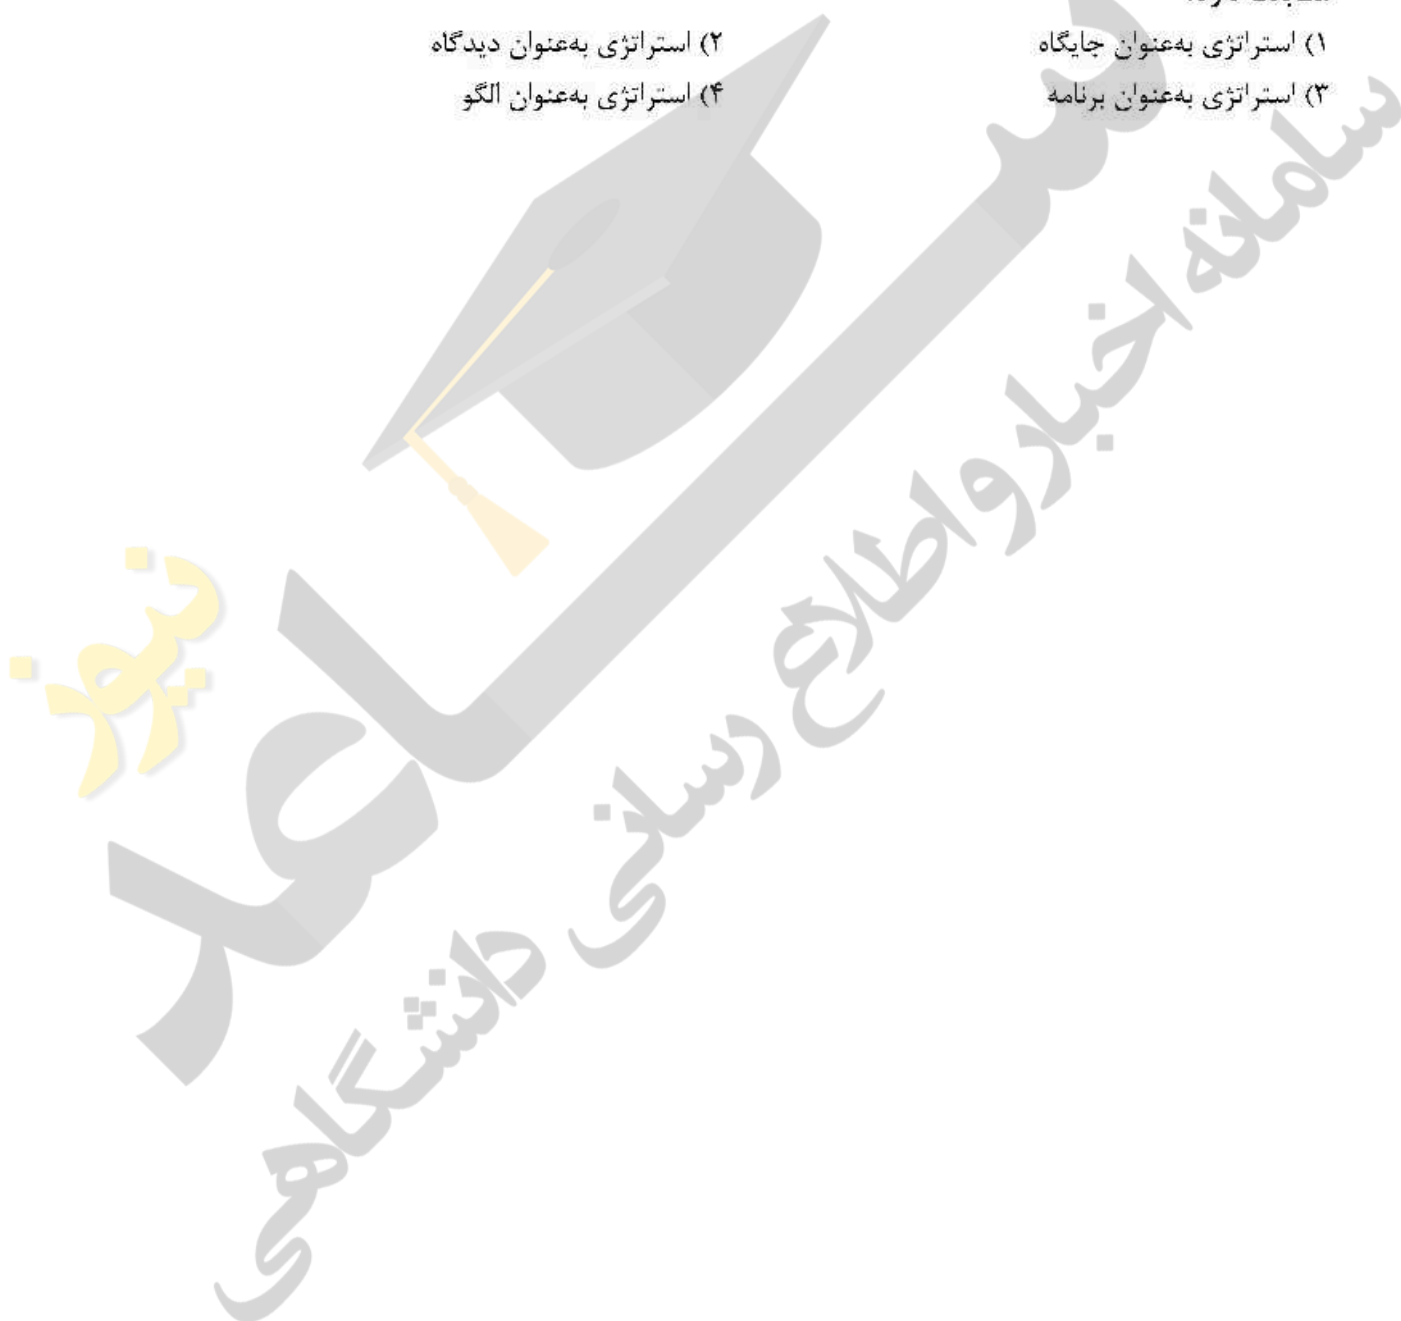 ۱) استراتژی به‌عنوان جایگاه ۲) استراتژی به‌عنوان دیدگاه
۳) استراتژی به‌عنوان برنامه ۴) استراتژی به‌عنوان الگو
ساعد
نیوز
سامانه اخبار و اطلاع رسانی دانشگاهی